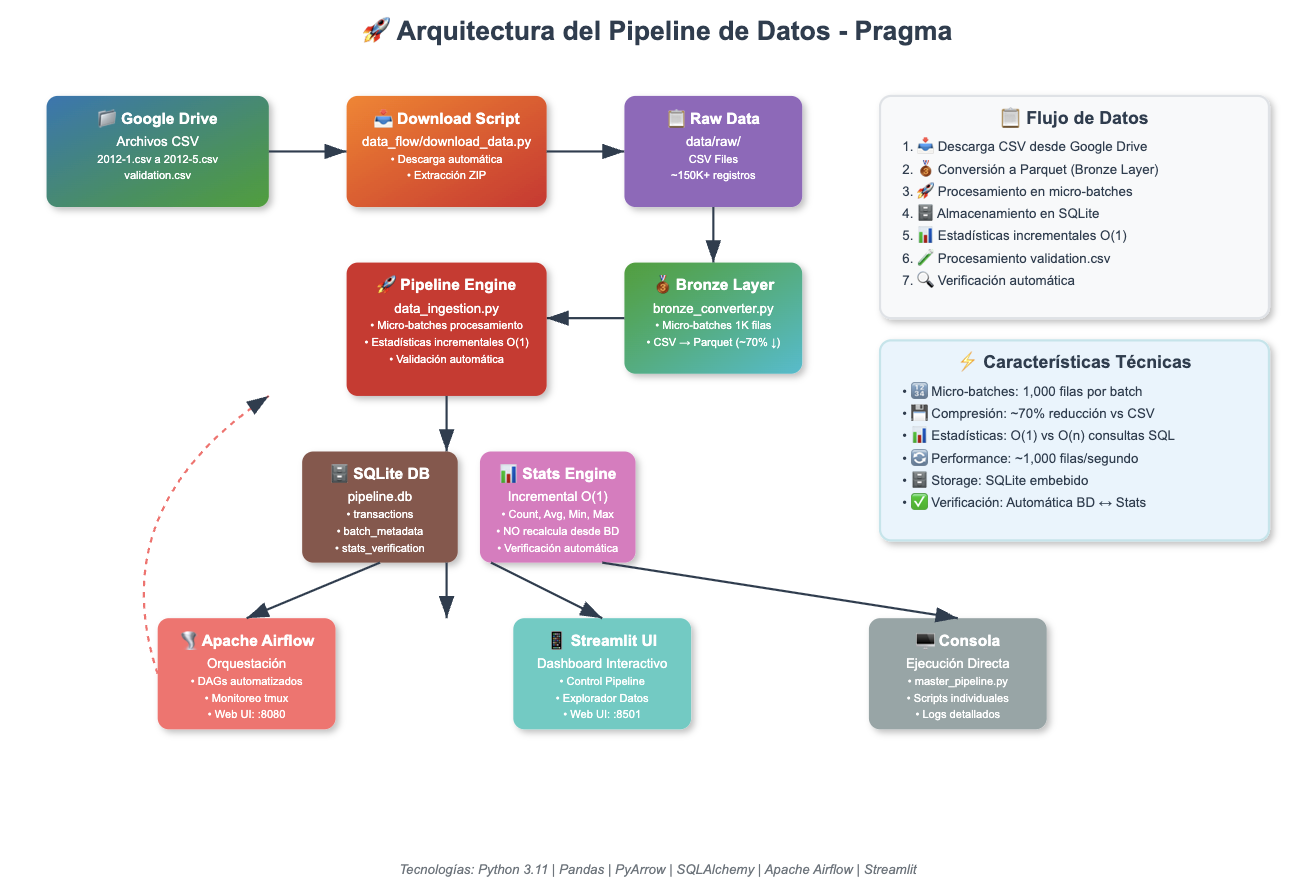 🚀 Arquitectura del Pipeline de Datos - Pragma
📁 Google Drive
Archivos CSV
2012-1.csv a 2012-5.csv
validation.csv
📥 Download Script
data_flow/download_data.py
• Descarga automática
• Extracción ZIP
📋 Raw Data
data/raw/
CSV Files
~150K+ registros
📋 Flujo de Datos
1. 📥 Descarga CSV desde Google Drive
2. 🥉 Conversión a Parquet (Bronze Layer)
3. 🚀 Procesamiento en micro-batches
4. 🗄️ Almacenamiento en SQLite
5. 📊 Estadísticas incrementales O(1)
6. 🧪 Procesamiento validation.csv
7. 🔍 Verificación automática
🚀 Pipeline Engine
data_ingestion.py
• Micro-batches procesamiento
• Estadísticas incrementales O(1)
• Validación automática
🥉 Bronze Layer
bronze_converter.py
• Micro-batches 1K filas
• CSV → Parquet (~70% ↓)
⚡ Características Técnicas
• 🔢 Micro-batches: 1,000 filas por batch
• 💾 Compresión: ~70% reducción vs CSV
• 📊 Estadísticas: O(1) vs O(n) consultas SQL
• 🔄 Performance: ~1,000 filas/segundo
• 🗄️ Storage: SQLite embebido
• ✅ Verificación: Automática BD ↔ Stats
🗄️ SQLite DB
pipeline.db
• transactions
• batch_metadata
• stats_verification
📊 Stats Engine
Incremental O(1)
• Count, Avg, Min, Max
• NO recalcula desde BD
• Verificación automática
🌪️ Apache Airflow
Orquestación
• DAGs automatizados
• Monitoreo tmux
• Web UI: :8080
📱 Streamlit UI
Dashboard Interactivo
• Control Pipeline
• Explorador Datos
• Web UI: :8501
🖥️ Consola
Ejecución Directa
• master_pipeline.py
• Scripts individuales
• Logs detallados
Tecnologías: Python 3.11 | Pandas | PyArrow | SQLAlchemy | Apache Airflow | Streamlit